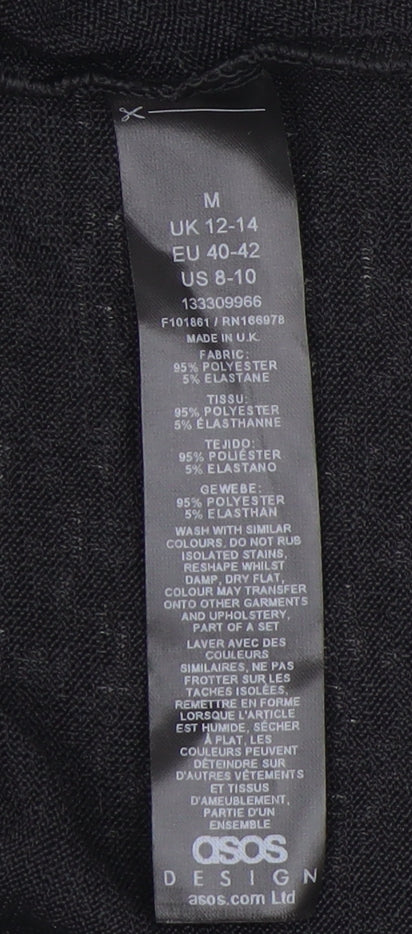 M
UK 12-14
EU 40-42
US 8-10
133309966
F101861 / RN166978
MADE IN U.K.
FABRIC:
95% POLYESTER
5% ELASTANE
TISSU:
95% POLYESTER
5% ÉLASTHANNE
TEJIDO:
95% POLIÉSTER
5% ELASTANO
GEWEBE:
95% POLYESTER
5% ELASTHAN
WASH WITH SIMILAR
COLOURS, DO NOT RUB
ISOLATED STAINS,
RESHAPE WHILST
DAMP, DRY FLAT,
COLOUR MAY TRANSFER
ONTO OTHER GARMENTS
AND UPHOLSTERY,
PART OF A SET
LAVER AVEC DES
COULEURS
SIMILAIRES, NE PAS
FROTTER SUR LES
TACHES ISOLÉES,
REMETTRE EN FORME
LORSQUE L'ARTICLE
EST HUMIDE, SÉCHER
À PLAT, LES
COULEURS PEUVENT
DÉTEINDRE SUR
D'AUTRES VÊTEMENTS
ET TISSUS
D'AMEUBLEMENT,
PARTIE D'UN
ENSEMBLE
asos
DESIGN
asos.com Ltd